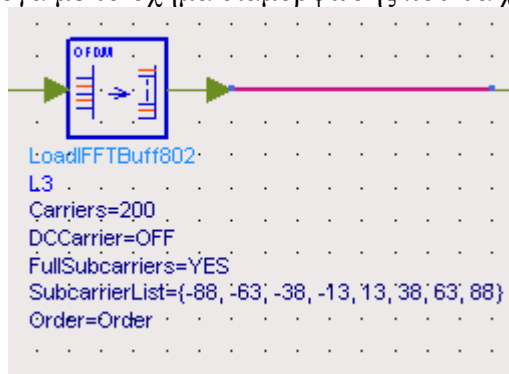 OFDM
LoadIFFTBuff802
L3
Carriers=200
DCCarrier=OFF
FullSubcarriers=YES
SubcarrierList={-88, -63, -38, -13, 13, 38, 63, 88}
Order=Order